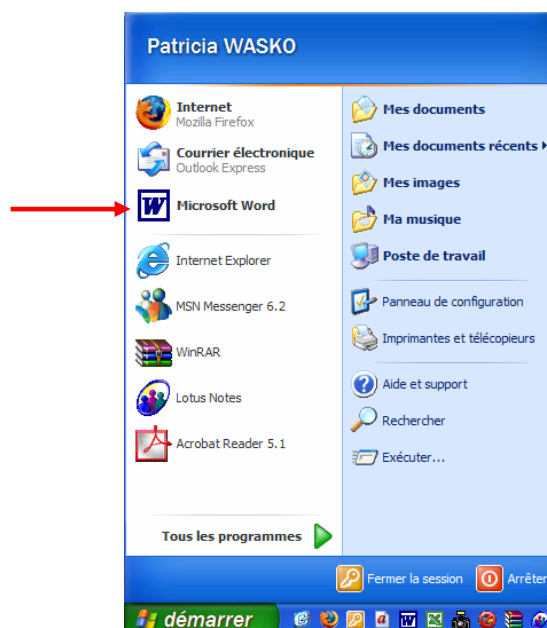 Patricia WASKO
Internet
Mozilla Firefox
Courrier électronique
Outlook Express
Microsoft Word
Internet Explorer
MSN Messenger 6.2
WinRAR
Lotus Notes
Acrobat Reader 5.1
Tous les programmes
Mes documents
Mes documents récents
Mes images
Ma musique
Poste de travail
Panneau de configuration
Imprimantes et télécopieurs
Aide et support
Rechercher
Exécuter...
Fermer la session
Arrêter
démarrer